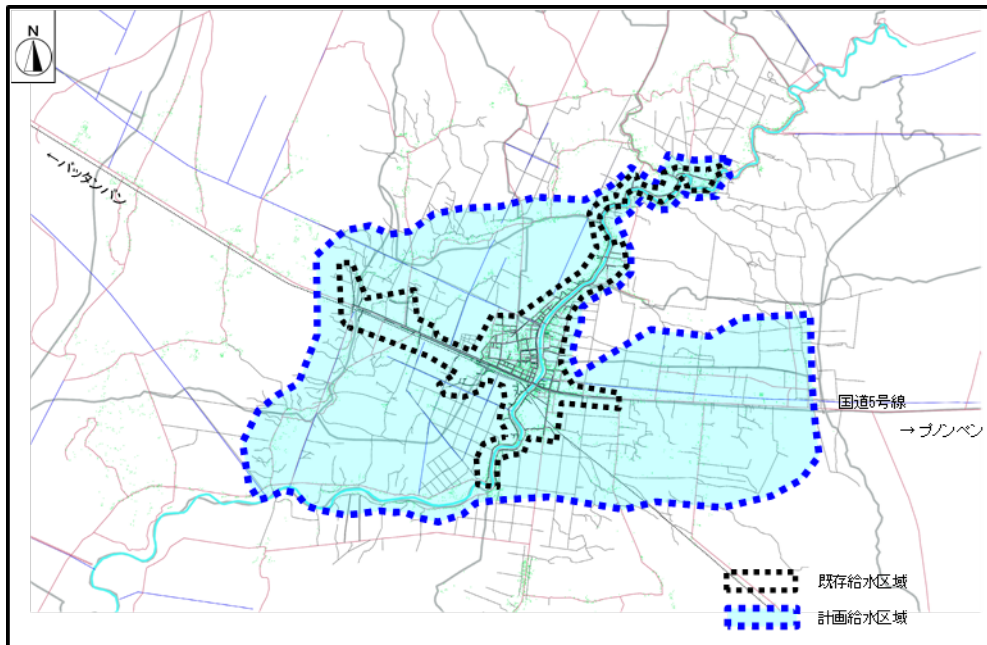 N
←バッタンバン
国道5号線
→プノンペン
既存給水区域
計画給水区域